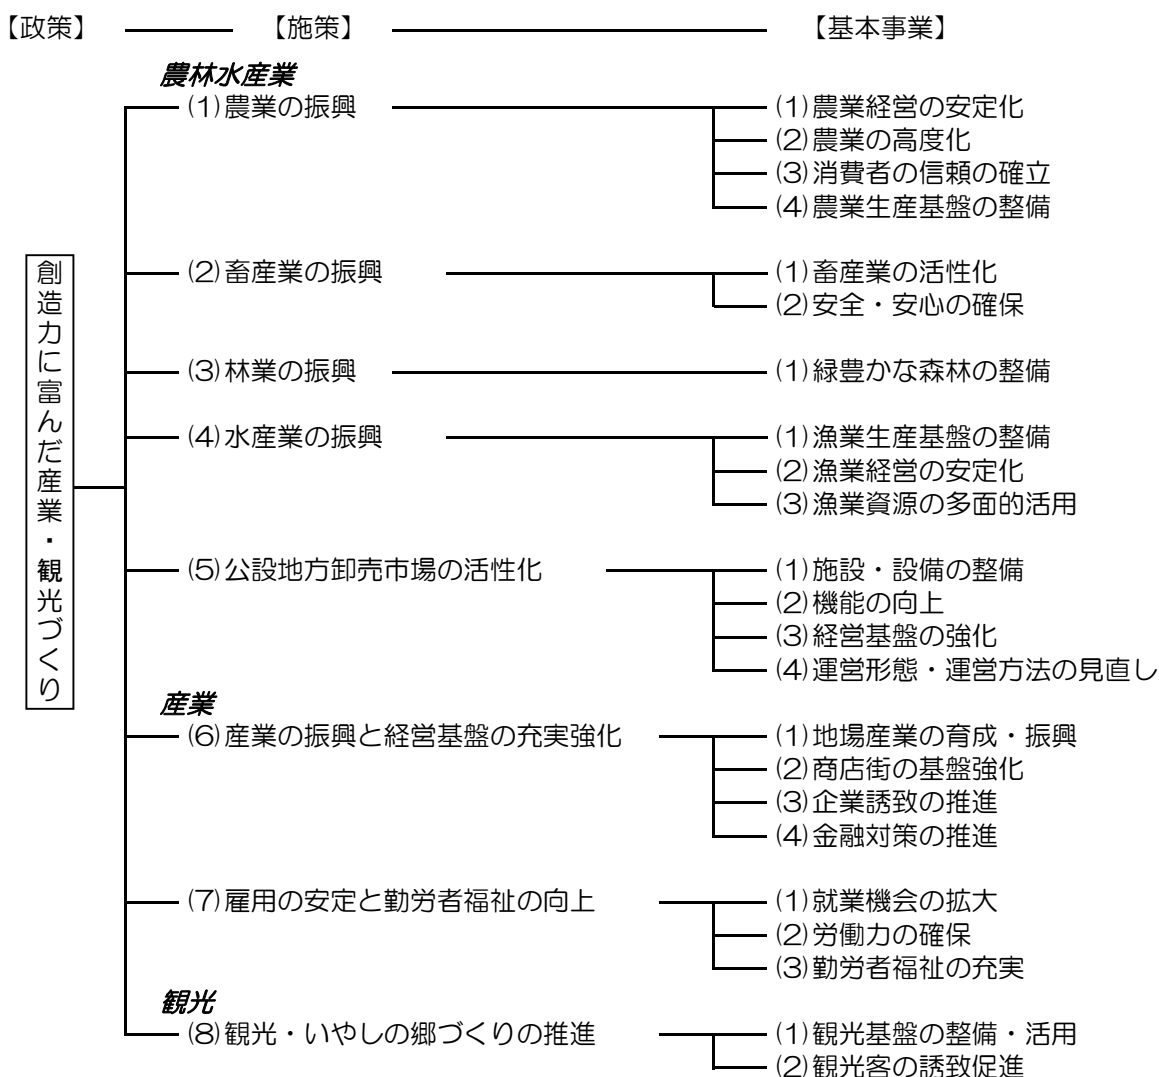 【政策】 【施策】 【基本事業】
農林水産業
(1)農業の振興 (1)農業経営の安定化
(2)農業の高度化
(3)消費者の信頼の確立
(4)農業生産基盤の整備
創造力に富んだ産業・観光づくり
(2)畜産業の振興 (1)畜産業の活性化
(2)安全・安心の確保
(3)林業の振興 (1)緑豊かな森林の整備
(4)水産業の振興 (1)漁業生産基盤の整備
(2)漁業経営の安定化
(3)漁業資源の多面的活用
(5)公設地方卸売市場の活性化 (1)施設・設備の整備
(2)機能の向上
(3)経営基盤の強化
(4)運営形態・運営方法の見直し
産業
(6)産業の振興と経営基盤の充実強化 (1)地場産業の育成・振興
(2)商店街の基盤強化
(3)企業誘致の推進
(4)金融対策の推進
(7)雇用の安定と勤労者福祉の向上 (1)就業機会の拡大
(2)労働力の確保
(3)勤労者福祉の充実
観光
(8)観光・いやしの郷づくりの推進 (1)観光基盤の整備・活用
(2)観光客の誘致促進